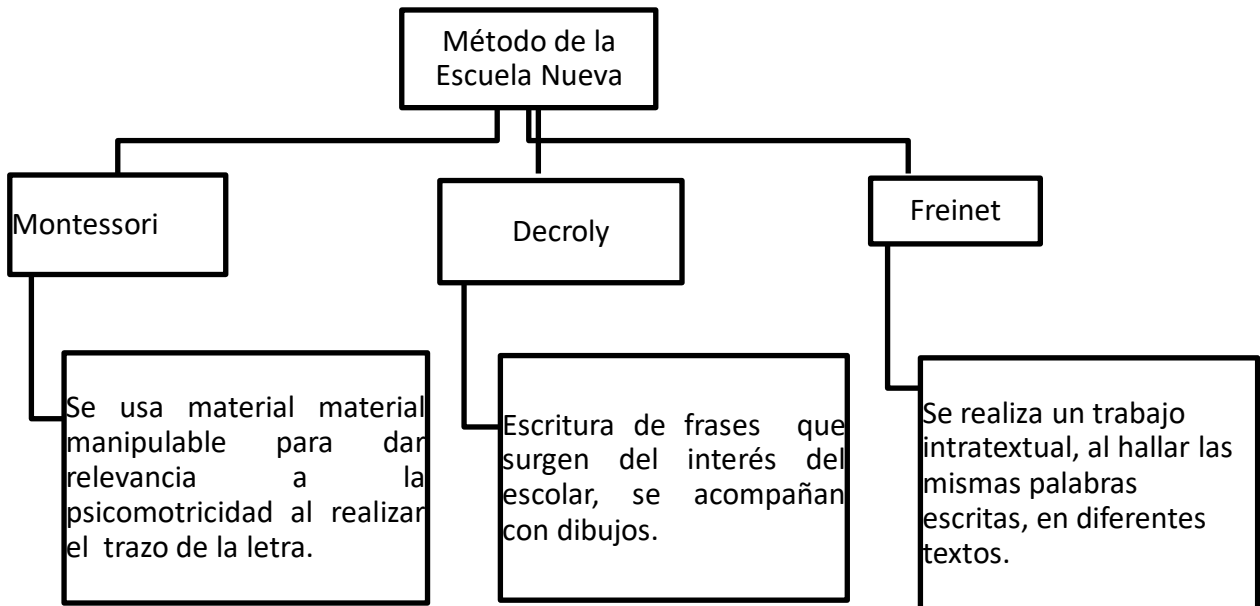 Método de la
Escuela Nueva
Montessori
Decroly
Freinet
Se usa material material
manipulable para dar
relevancia a la
psicomotricidad al realizar
el trazo de la letra.
Escritura de frases que
surgen del interés del
escolar, se acompañan
con dibujos.
Se realiza un trabajo
intratextual, al hallar las
mismas palabras
escritas, en diferentes
textos.